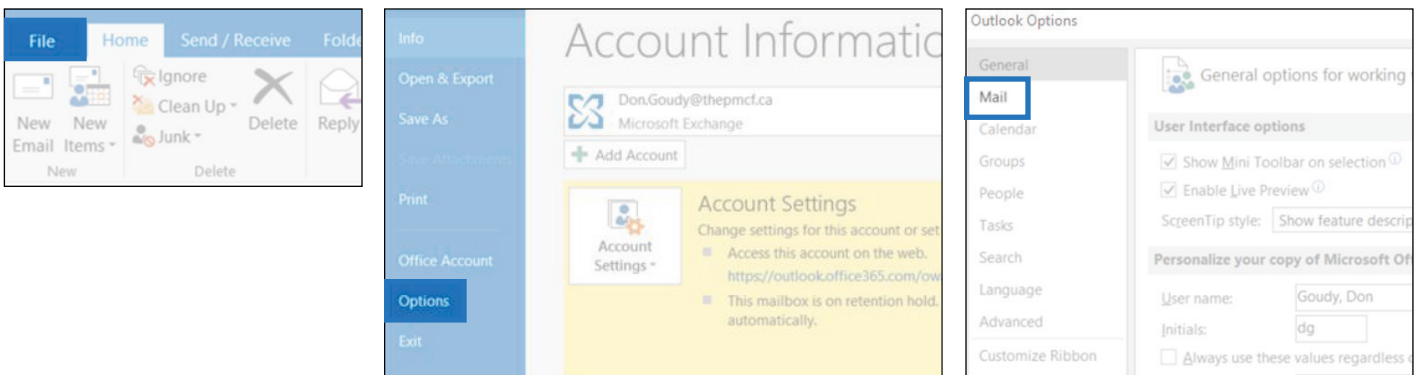 File Home Send / Receive Folde
Ignore
Clean Up
Junk
New Email
New Items
Delete
Reply
New Delete
Info
Open & Export
Save As
Save Attachments
Print
Office Account
Options
Exit
Account Informatio
Don.Goudy@thepmcf.ca
Microsoft Exchange
Add Account
Account Settings
Account Settings
Change settings for this account or set
Access this account on the web.
https://outlook.office365.com/ow
This mailbox is on retention hold.
automatically.
Outlook Options
General
Mail
Calendar
Groups
People
Tasks
Search
Language
Advanced
Customize Ribbon
General options for working
User Interface options
Show Mini Toolbar on selection
Enable Live Preview
ScreenTip style: Show feature descrip
Personalize your copy of Microsoft Of
User name: Goudy, Don
Initials: dg
Always use these values regardless